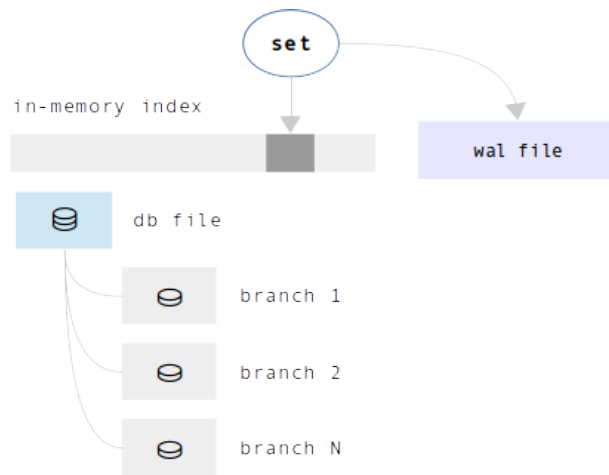 set
in-memory index
wal file
db file
branch 1
branch 2
branch N